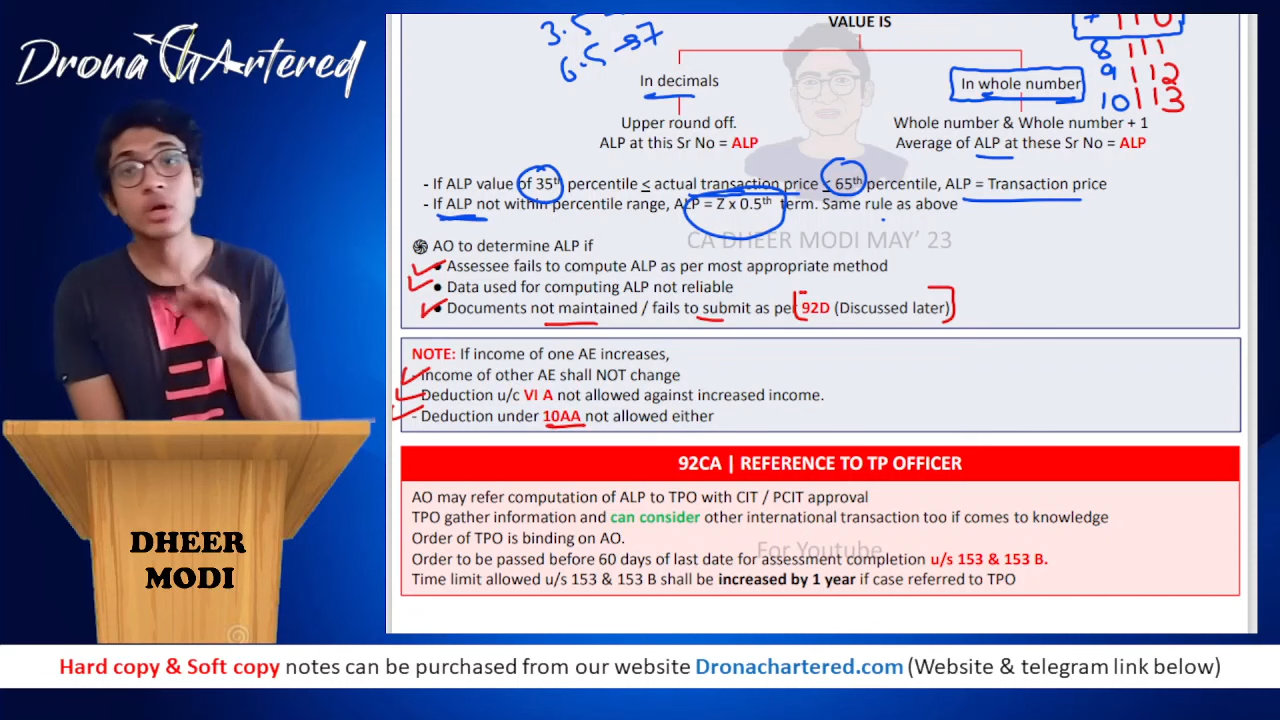 Drona CHArtered
3.5
6.5 → 7
VALUE IS
+ 110
8 111
9 112
10 113
In decimals
In whole number
Upper round off.
ALP at this Sr No = ALP
Whole number & Whole number + 1
Average of ALP at these Sr No = ALP
- If ALP value of 35th percentile ≤ actual transaction price ≤ 65th percentile, ALP = Transaction price
- If ALP not within percentile range, ALP = Z x 0.5th term. Same rule as above
CA DHEER MODI MAY' 23
AO to determine ALP if
• Assessee fails to compute ALP as per most appropriate method
• Data used for computing ALP not reliable
• Documents not maintained / fails to submit as per 92D (Discussed later)
NOTE: If income of one AE increases,
- Income of other AE shall NOT change
- Deduction u/c VI A not allowed against increased income.
- Deduction under 10AA not allowed either
92CA | REFERENCE TO TP OFFICER
AO may refer computation of ALP to TPO with CIT / PCIT approval
TPO gather information and can consider other international transaction too if comes to knowledge
Order of TPO is binding on AO.
For Youtube
Order to be passed before 60 days of last date for assessment completion u/s 153 & 153 B.
Time limit allowed u/s 153 & 153 B shall be increased by 1 year if case referred to TPO
DHEER
MODI
Hard copy & Soft copy notes can be purchased from our website Dronachartered.com (Website & telegram link below)